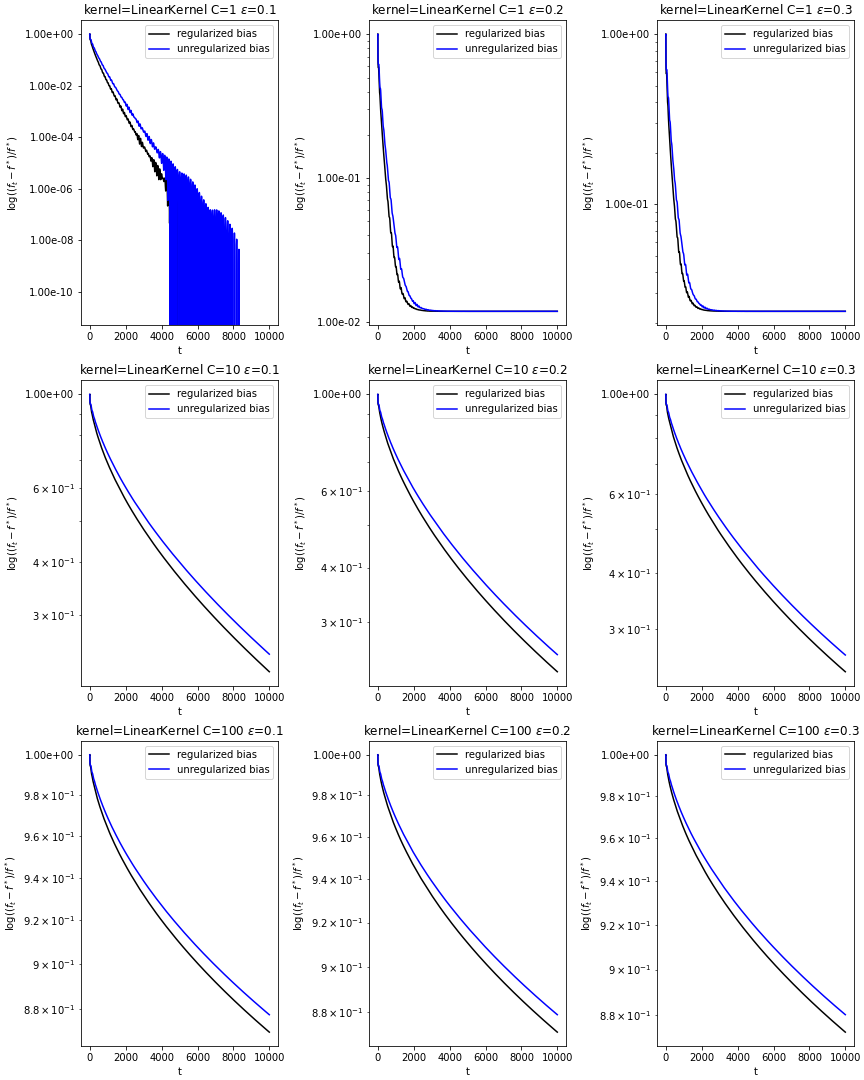 kernel=LinearKernel C=1 ε=0.1
1.00e+00
1.00e-02
1.00e-04
1.00e-06
1.00e-08
1.00e-10
log((f_t − f*)/f*)
regularized bias
unregularized bias
0 2000 4000 6000 8000 10000
t
kernel=LinearKernel C=1 ε=0.2
1.00e+00
1.00e-01
1.00e-02
log((f_t − f*)/f*)
regularized bias
unregularized bias
0 2000 4000 6000 8000 10000
t
kernel=LinearKernel C=1 ε=0.3
1.00e+00
1.00e-01
log((f_t − f*)/f*)
regularized bias
unregularized bias
0 2000 4000 6000 8000 10000
t
kernel=LinearKernel C=10 ε=0.1
1.00e+00
6 × 10⁻¹
4 × 10⁻¹
3 × 10⁻¹
log((f_t − f*)/f*)
regularized bias
unregularized bias
0 2000 4000 6000 8000 10000
t
kernel=LinearKernel C=10 ε=0.2
1.00e+00
6 × 10⁻¹
4 × 10⁻¹
3 × 10⁻¹
log((f_t − f*)/f*)
regularized bias
unregularized bias
0 2000 4000 6000 8000 10000
t
kernel=LinearKernel C=10 ε=0.3
1.00e+00
6 × 10⁻¹
4 × 10⁻¹
3 × 10⁻¹
log((f_t − f*)/f*)
regularized bias
unregularized bias
0 2000 4000 6000 8000 10000
t
kernel=LinearKernel C=100 ε=0.1
1.00e+00
9.8 × 10⁻¹
9.6 × 10⁻¹
9.4 × 10⁻¹
9.2 × 10⁻¹
9 × 10⁻¹
8.8 × 10⁻¹
log((f_t − f*)/f*)
regularized bias
unregularized bias
0 2000 4000 6000 8000 10000
t
kernel=LinearKernel C=100 ε=0.2
1.00e+00
9.8 × 10⁻¹
9.6 × 10⁻¹
9.4 × 10⁻¹
9.2 × 10⁻¹
9 × 10⁻¹
8.8 × 10⁻¹
log((f_t − f*)/f*)
regularized bias
unregularized bias
0 2000 4000 6000 8000 10000
t
kernel=LinearKernel C=100 ε=0.3
1.00e+00
9.8 × 10⁻¹
9.6 × 10⁻¹
9.4 × 10⁻¹
9.2 × 10⁻¹
9 × 10⁻¹
8.8 × 10⁻¹
log((f_t − f*)/f*)
regularized bias
unregularized bias
0 2000 4000 6000 8000 10000
t